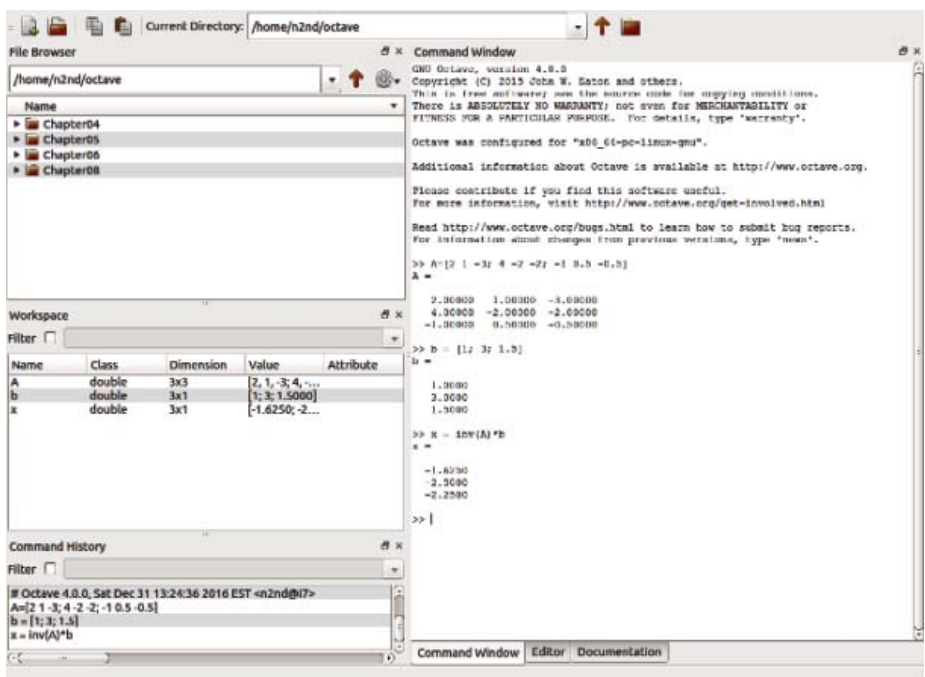 Current Directory: /home/n2nd/octave
File Browser
/home/n2nd/octave
Name
Chapter04
Chapter05
Chapter06
Chapter08
Workspace
Filter
Name Class Dimension Value Attribute
A double 3x3 [2, 1, -3; 4, -...
b double 3x1 [1; 3; 1.5000]
x double 3x1 [-1.6250; -2...
Command History
Filter
# Octave 4.0.0, Sat Dec 31 13:24:36 2016 EST <n2nd@i7>
A=[2 1 -3; 4 -2 -2; -1 0.5 -0.5]
b = [1; 3; 1.5]
x = inv(A)*b
Command Window
GNU Octave, version 4.0.0
Copyright (C) 2015 John W. Eaton and others.
This is free software; see the source code for copying conditions.
There is ABSOLUTELY NO WARRANTY; not even for MERCHANTABILITY or
FITNESS FOR A PARTICULAR PURPOSE. For details, type 'warranty'.
Octave was configured for "x86_64-pc-linux-gnu".
Additional information about Octave is available at http://www.octave.org.
Please contribute if you find this software useful.
For more information, visit http://www.octave.org/get-involved.html
Read http://www.octave.org/bugs.html to learn how to submit bug reports.
For information about changes from previous versions, type 'news'.
>> A=[2 1 -3; 4 -2 -2; -1 0.5 -0.5]
A =
2.00000 1.00000 -3.00000
4.00000 -2.00000 -2.00000
-1.00000 0.50000 -0.50000
>> b = [1; 3; 1.5]
b =
1.0000
3.0000
1.5000
>> x = inv(A)*b
x =
-1.6250
-2.5000
-2.2500
>>
Command Window Editor Documentation